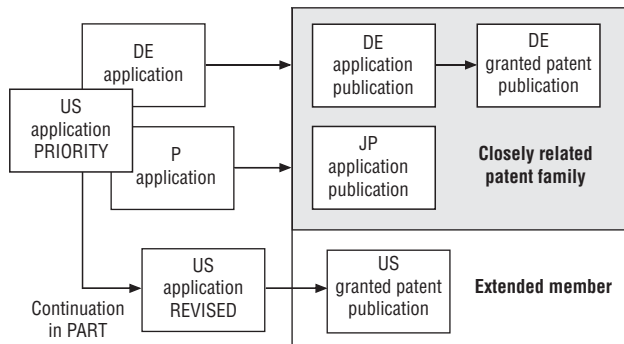 DE
application
DE
application
publication
DE
granted patent
publication
US
application
PRIORITY
P
application
JP
application
publication
Closely related
patent family
US
application
REVISED
US
granted patent
publication
Extended member
Continuation
in PART